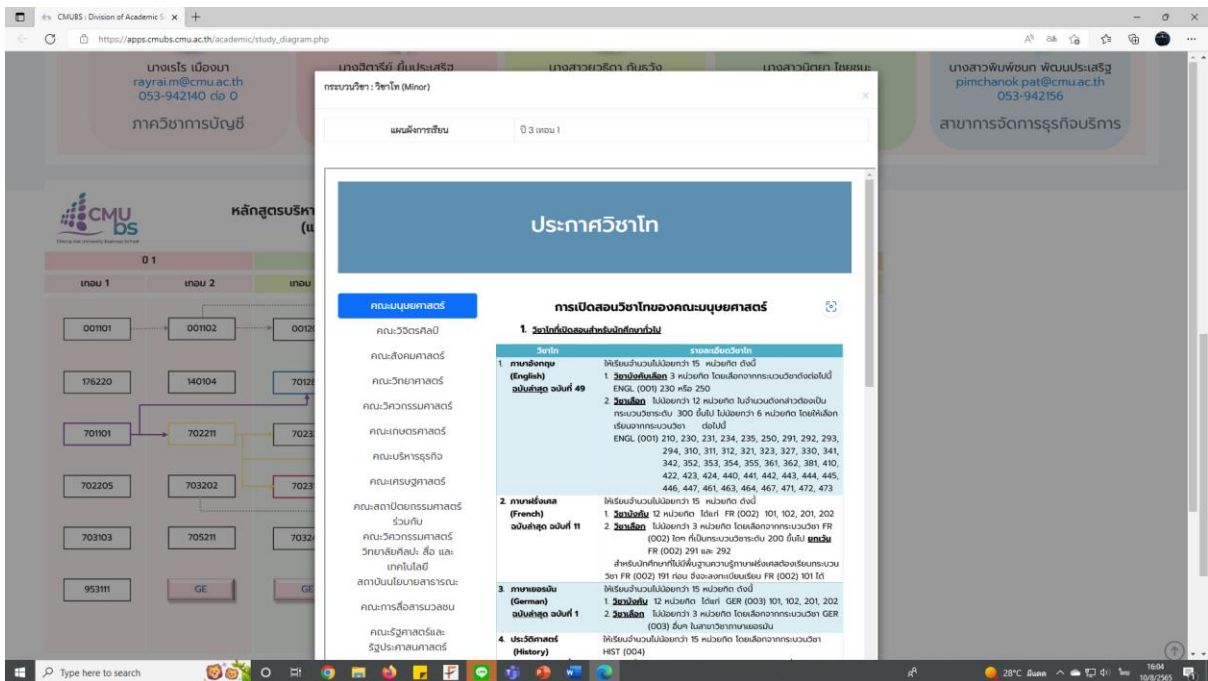 CMUBS : Division of Academic S
https://apps.cmubs.cmu.ac.th/academic/study_diagram.php
นางเรไร เมืองมา
rayrai.m@cmu.ac.th
053-942140 ต่อ 0
ภาควิชาการบัญชี
นางสาวพิมพ์ชนก พัฒนประเสริฐ
pimchanok.pat@cmu.ac.th
053-942156
สาขาการจัดการธุรกิจบริการ
กระบวนวิชา : วิชาโท (Minor)
แผนผังการเรียน
ปี 3 เทอม 1
CMU
BS
หลักสูตรบริหา
ปี 1
เทอม 1
เทอม 2
เทอม
001101
001102
176220
140104
701101
702211
702205
703202
703103
705211
953111
GE
GE
ประกาศวิชาโท
คณะมนุษยศาสตร์
คณะวิจิตรศิลป์
คณะสังคมศาสตร์
คณะวิทยาศาสตร์
คณะวิศวกรรมศาสตร์
คณะเกษตรศาสตร์
คณะบริหารธุรกิจ
คณะเศรษฐศาสตร์
คณะสถาปัตยกรรมศาสตร์
ร่วมกับ
คณะวิศวกรรมศาสตร์
วิทยาลัยศิลปะ สื่อ และ
เทคโนโลยี
สถาบันนโยบายสาธารณะ
คณะการสื่อสารมวลชน
คณะรัฐศาสตร์และ
รัฐประศาสนศาสตร์
การเปิดสอนวิชาโทของคณะมนุษยศาสตร์
1. วิชาโทที่เปิดสอนสำหรับนักศึกษาทั่วไป
วิชาโท รายละเอียดวิชาโท
1. ภาษาอังกฤษ
(English)
ฉบับล่าสุด ฉบับที่ 49
ให้เรียนจำนวนไม่น้อยกว่า 15 หน่วยกิต ดังนี้
1. วิชาบังคับเลือก 3 หน่วยกิต โดยเลือกจากกระบวนวิชาดังต่อไปนี้
ENGL (001) 230 หรือ 250
2. วิชาเลือก ไม่น้อยกว่า 12 หน่วยกิต ในจำนวนดังกล่าวต้องเป็น
กระบวนวิชาระดับ 300 ขึ้นไป ไม่น้อยกว่า 6 หน่วยกิต โดยให้เลือก
เรียนจากกระบวนวิชา ต่อไปนี้
ENGL (001) 210, 230, 231, 234, 235, 250, 291, 292, 293,
294, 310, 311, 312, 321, 323, 327, 330, 341,
342, 352, 353, 354, 355, 361, 362, 381, 410,
422, 423, 424, 440, 441, 442, 443, 444, 445,
446, 447, 461, 463, 464, 467, 471, 472, 473
2. ภาษาฝรั่งเศส
(French)
ฉบับล่าสุด ฉบับที่ 11
ให้เรียนจำนวนไม่น้อยกว่า 15 หน่วยกิต ดังนี้
1. วิชาบังคับ 12 หน่วยกิต ได้แก่ FR (002) 101, 102, 201, 202
2. วิชาเลือก ไม่น้อยกว่า 3 หน่วยกิต โดยเลือกจากกระบวนวิชา FR
(002) ใดๆ ที่เป็นกระบวนวิชาระดับ 200 ขึ้นไป ยกเว้น
FR (002) 291 และ 292
สำหรับนักศึกษาที่ไม่มีพื้นฐานความรู้ภาษาฝรั่งเศสต้องเรียนกระบวน
วิชา FR (002) 191 ก่อน จึงจะลงทะเบียนเรียน FR (002) 101 ได้
3. ภาษาเยอรมัน
(German)
ฉบับล่าสุด ฉบับที่ 1
ให้เรียนจำนวนไม่น้อยกว่า 15 หน่วยกิต ดังนี้
1. วิชาบังคับ 12 หน่วยกิต ได้แก่ GER (003) 101, 102, 201, 202
2. วิชาเลือก ไม่น้อยกว่า 3 หน่วยกิต โดยเลือกจากกระบวนวิชา GER
(003) อื่นๆ ในสาขาวิชาภาษาเยอรมัน
4. ประวัติศาสตร์
(History)
ให้เรียนจำนวนไม่น้อยกว่า 15 หน่วยกิต โดยเลือกจากกระบวนวิชา
HIST (004)
Type here to search
28°C มีแดด
ไทย
16:04
10/8/2565